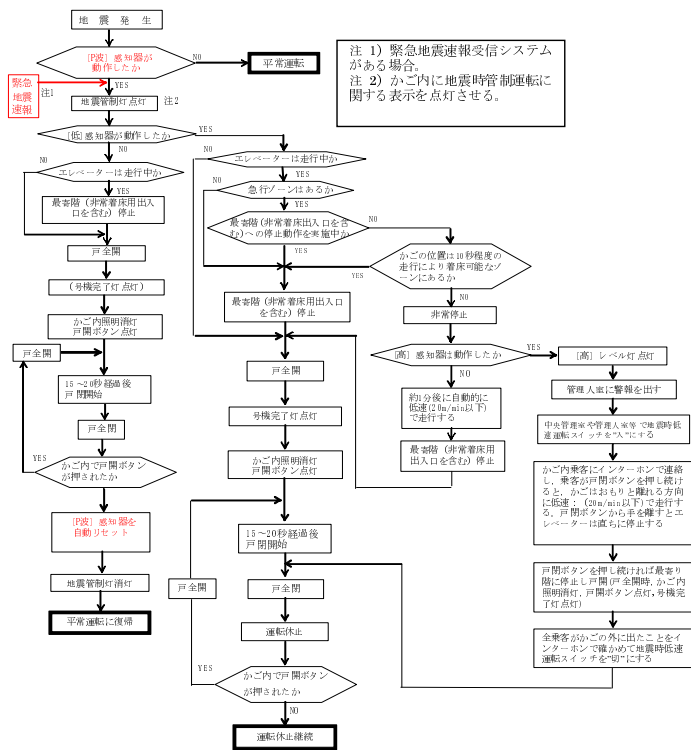 地 震 発 生
[P波] 感知器が
動作したか
NO
平常運転
YES
緊急
地震
速報
注1
地震管制灯点灯
注2
注 1) 緊急地震速報受信システム
がある場合。
注 2) かご内に地震時管制運転に
関する表示を点灯させる。
[低]感知器が動作したか
YES
NO
エレベーターは走行中か
NO
YES
最寄階(非常着床用出入
口を含む)停止
戸全開
(号機完了灯点灯)
かご内照明消灯
戸開ボタン点灯
戸全開
15～20秒経過後
戸閉開始
戸全閉
YES
かご内で戸開ボタン
が押されたか
NO
[P波] 感知器を
自動リセット
地震管制灯消灯
平常運転に復帰
エレベーターは走行中か
NO
YES
急行ゾーンはあるか
NO
YES
最寄階(非常着床用出入口を含
む)への停止動作を実施中か
NO
YES
かごの位置は10秒程度の
走行により着床可能なゾ
ーンにあるか
YES
NO
最寄階(非常着床用出入口
を含む)停止
非常停止
[高] 感知器は動作したか
YES
NO
約1分後に自動的に
低速(20m/min以下)
で走行する
最寄階(非常着床用
出入口を含む)停止
戸全開
号機完了灯点灯
かご内照明消灯
戸開ボタン点灯
15～20秒経過後
戸閉開始
戸全開
戸全閉
運転休止
YES
かご内で戸開ボタン
が押されたか
NO
運転休止継続
[高] レベル灯点灯
管理人室に警報を出す
中央管理室や管理人室等で地震時低
速運転スイッチを"入"にする
かご内乗客にインターホンで連絡
し、乗客が戸閉ボタンを押し続け
ると、かごはおもりと離れる方向
に低速：(20m/min以下)で走行す
る、戸閉ボタンから手を離すとエ
レベーターは直ちに停止する
戸閉ボタンを押し続ければ最寄り
階に停止し戸開(戸全開時、かご内
照明消灯、戸開ボタン点灯,号機完
了灯点灯)
全乗客がかごの外に出たことをイ
ンターホンで確かめて地震時低速
運転スイッチを"切"にする